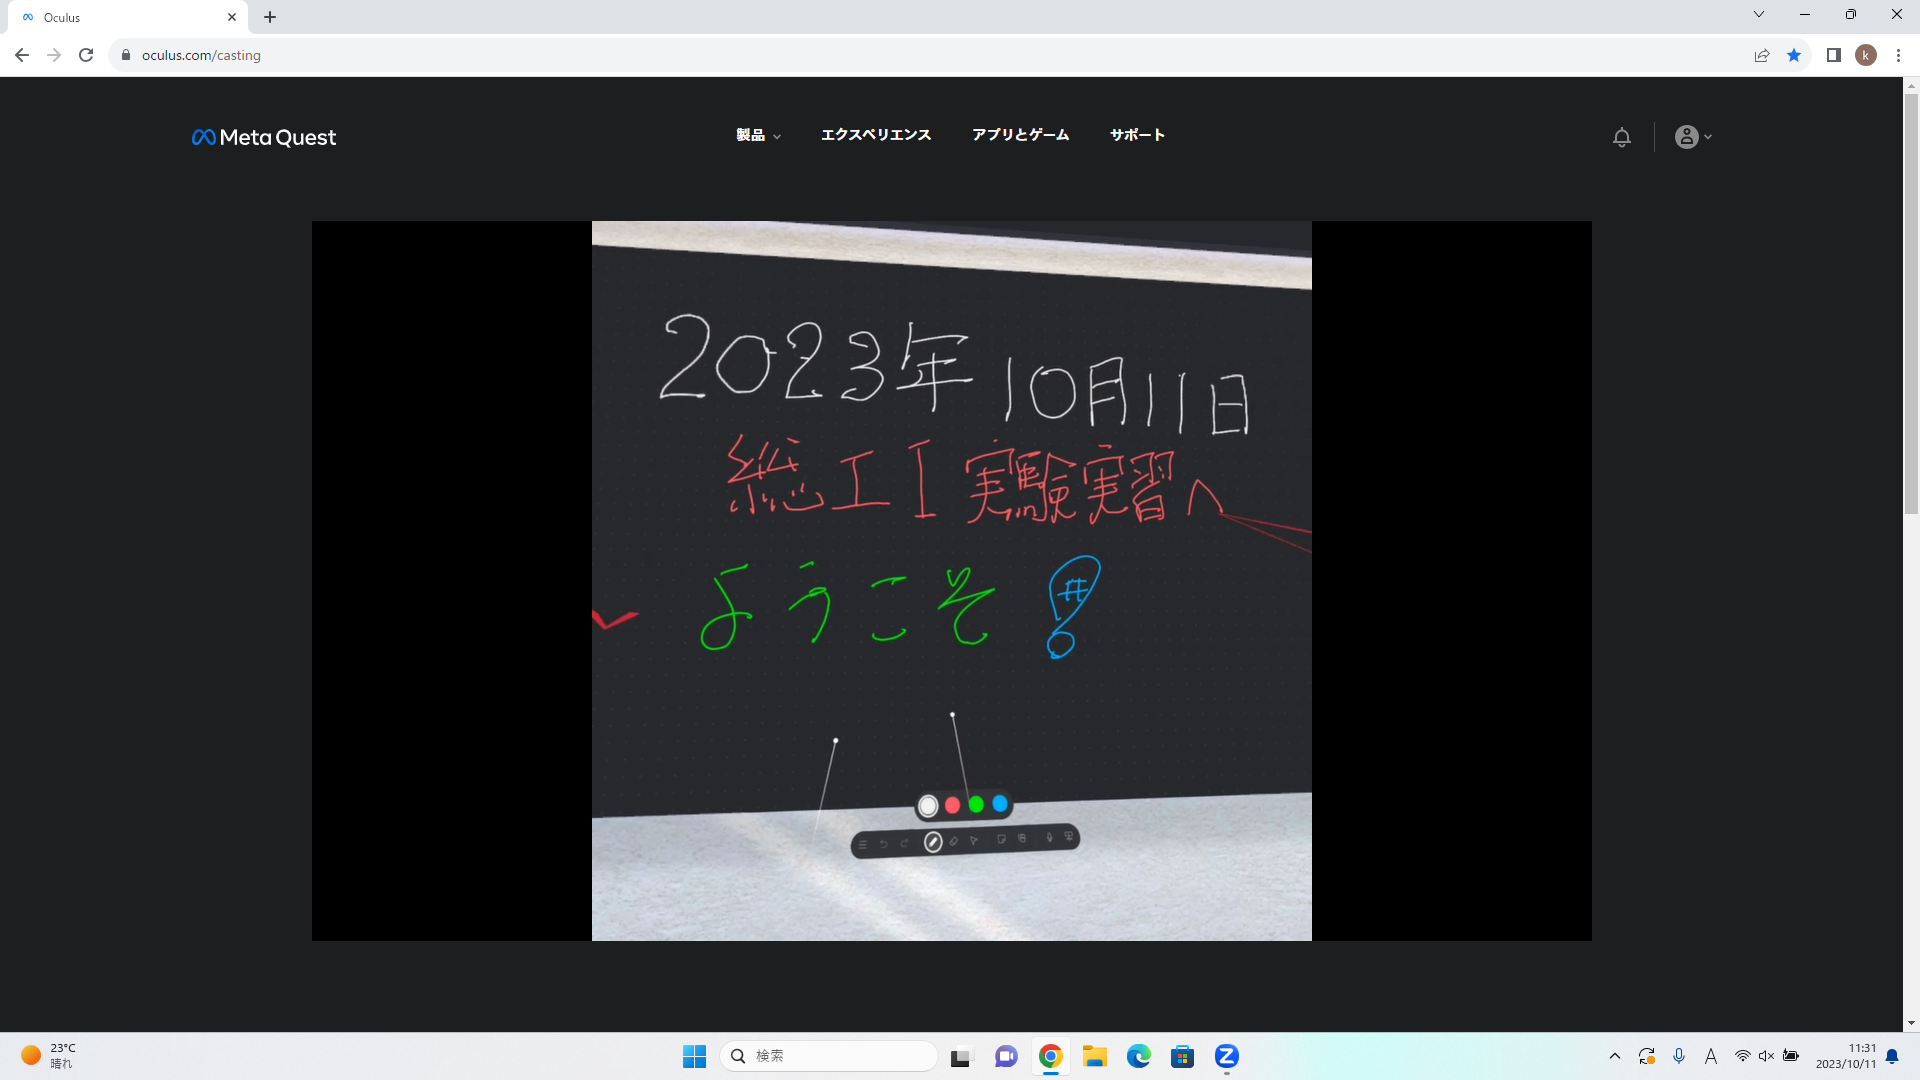 Oculus
oculus.com/casting
k
Meta Quest
製品
エクスペリエンス
アプリとゲーム
サポート
2023年 10月11日
総工I実験実習へ
ようこそ!
#
23°C
晴れ
検索
Z
A
11:31
2023/10/11